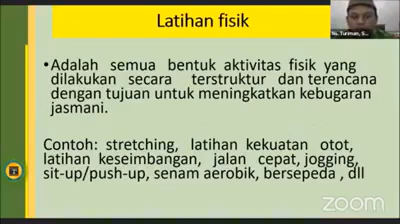 Latihan fisik
•Adalah semua bentuk aktivitas fisik yang
dilakukan secara terstruktur dan terencana
dengan tujuan untuk meningkatkan kebugaran
jasmani.
Contoh: stretching, latihan kekuatan otot,
latihan keseimbangan, jalan cepat, jogging,
sit-up/push-up, senam aerobik, bersepeda , dll
Ns. Turiman, S...
zoom